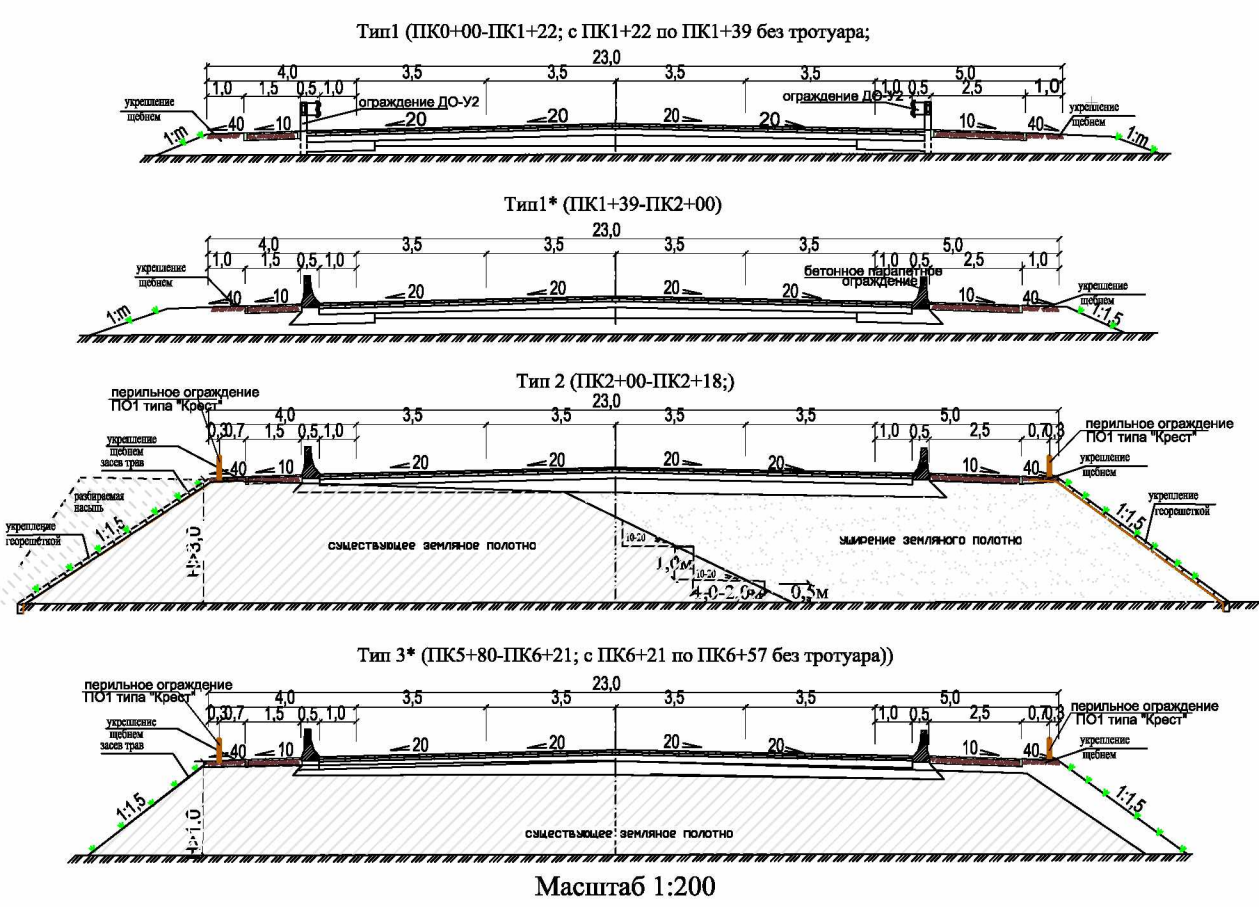 Тип1 (ПК0+00-ПК1+22; с ПК1+22 по ПК1+39 без тротуара;
23,0
4,0 3,5 3,5 3,5 3,5 5,0
1,0 1,5 0,5 1,0 1,0 0,5 2,5 1,0
укрепление
щебнем
ограждение ДО-У2
ограждение ДО-У2
укрепление
щебнем
1:m 40 10 20 20 20 20 10 40 1:m
Тип1* (ПК1+39-ПК2+00)
23,0
4,0 3,5 3,5 3,5 3,5 5,0
1,0 1,5 0,5 1,0 1,0 0,5 2,5 1,0
укрепление
щебнем
бетонное парапетное
ограждение
укрепление
щебнем
1:m 40 10 20 20 20 20 10 40 1:1,5
Тип 2 (ПК2+00-ПК2+18;)
перильное ограждение
ПО1 типа "Крест"
23,0
4,0 3,5 3,5 3,5 3,5 5,0
перильное ограждение
ПО1 типа "Крест"
0,3 0,7 1,5 0,5 1,0 1,0 0,5 2,5 0,7 0,3
укрепление
щебнем
засев трав
укрепление
щебнем
40 10 20 20 20 20 10 40
разбираемая
насыпь
укрепление
георешеткой
укрепление
георешеткой
1:1,5 1:1,5
H>3,0
существующее земляное полотно
уширение земляного полотно
10-20
1,0м
10-20
1,0-2,0м 0,5м
Тип 3* (ПК5+80-ПК6+21; с ПК6+21 по ПК6+57 без тротуара))
перильное ограждение
ПО1 типа "Крест"
23,0
4,0 3,5 3,5 3,5 3,5 5,0
перильное ограждение
ПО1 типа "Крест"
0,3 0,7 1,5 0,5 1,0 1,0 0,5 2,5 0,7 0,3
укрепление
щебнем
засев трав
укрепление
щебнем
40 10 20 20 20 20 10 40
1:1,5 1:1,5
H>1,0
существующее земляное полотно
Масштаб 1:200